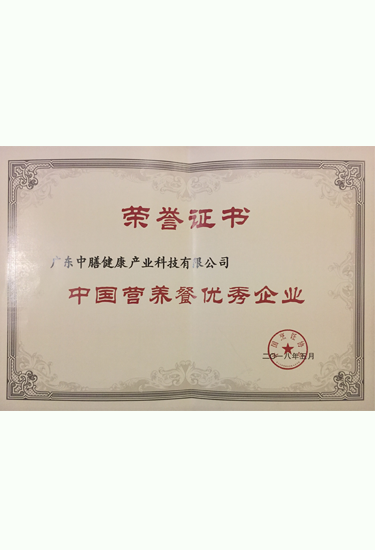 荣誉证书
广东中膳健康产业科技有限公司
中国营养餐优秀企业
二〇一八年五月